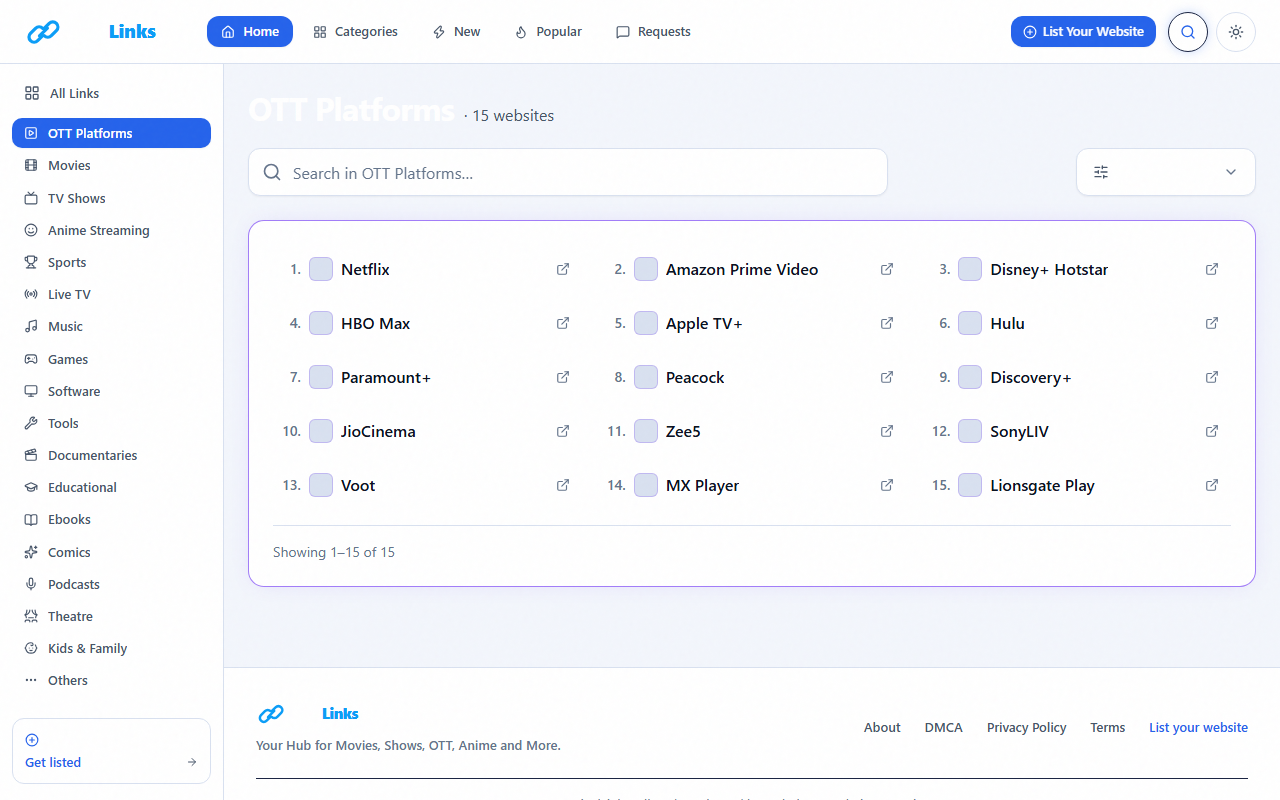 Links
Home
Categories
New
Popular
Requests
List Your Website
All Links
OTT Platforms
Movies
TV Shows
Anime Streaming
Sports
Live TV
Music
Games
Software
Tools
Documentaries
Educational
Ebooks
Comics
Podcasts
Theatre
Kids & Family
Others
Get listed
OTT Platforms · 15 websites
Search in OTT Platforms...
1. Netflix
2. Amazon Prime Video
3. Disney+ Hotstar
4. HBO Max
5. Apple TV+
6. Hulu
7. Paramount+
8. Peacock
9. Discovery+
10. JioCinema
11. Zee5
12. SonyLIV
13. Voot
14. MX Player
15. Lionsgate Play
Showing 1–15 of 15
Links
Your Hub for Movies, Shows, OTT, Anime and More.
About
DMCA
Privacy Policy
Terms
List your website